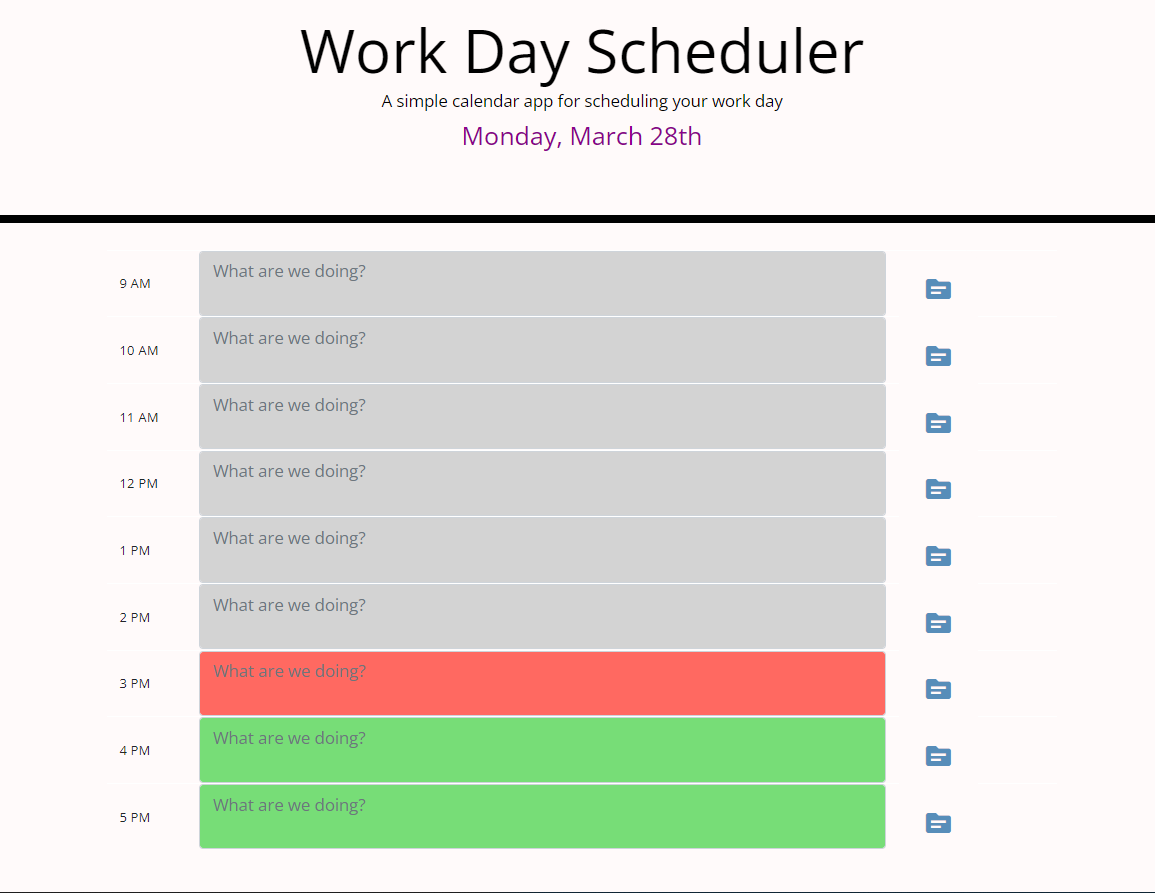 Work Day Scheduler
A simple calendar app for scheduling your work day
Monday, March 28th
9 AM
What are we doing?
10 AM
What are we doing?
11 AM
What are we doing?
12 PM
What are we doing?
1 PM
What are we doing?
2 PM
What are we doing?
3 PM
What are we doing?
4 PM
What are we doing?
5 PM
What are we doing?